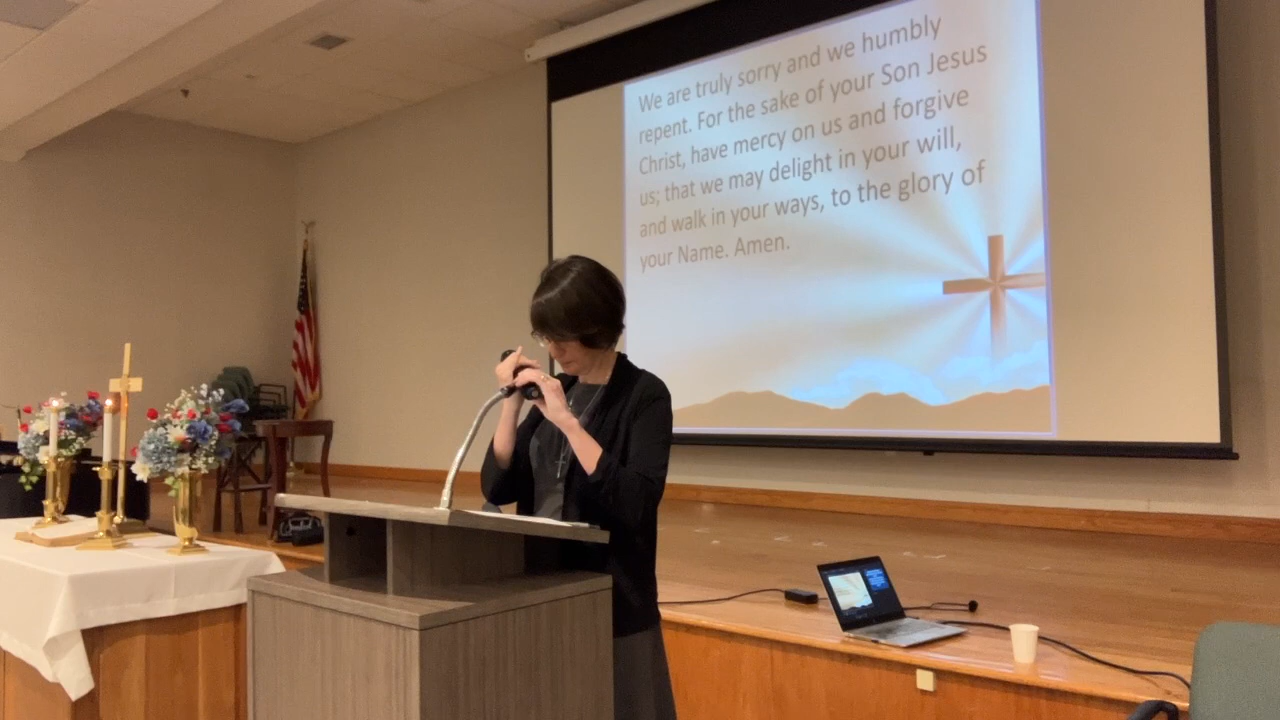 We are truly sorry and we humbly
repent. For the sake of your Son Jesus
Christ, have mercy on us and forgive
us; that we may delight in your will,
and walk in your ways, to the glory of
your Name. Amen.